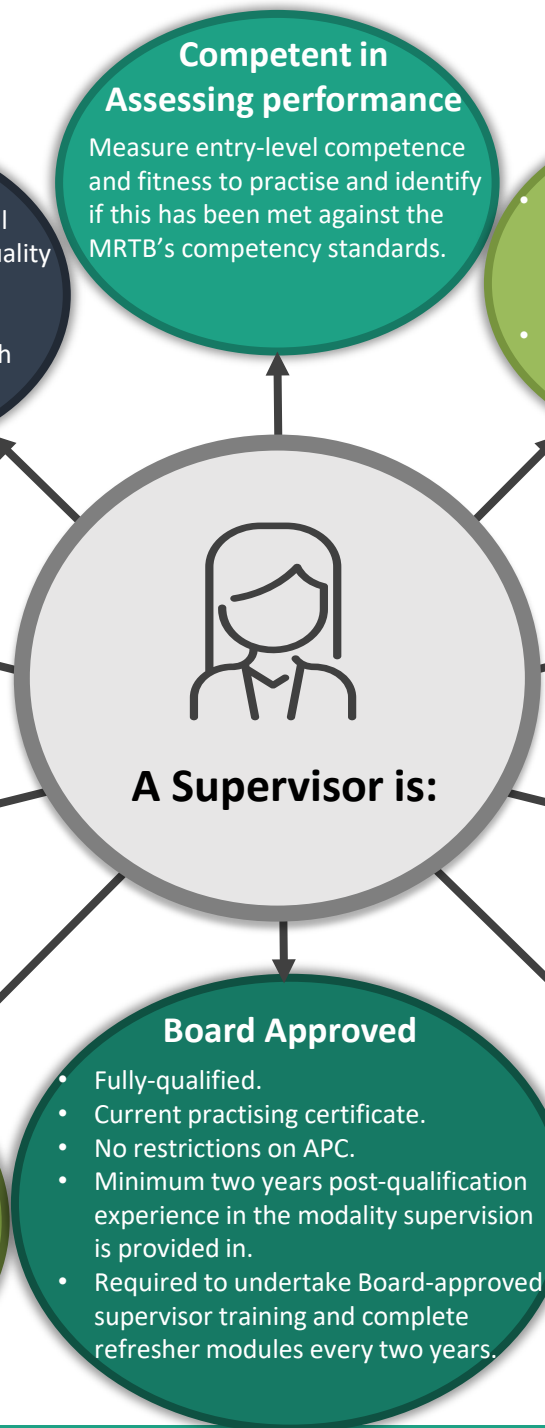 Competent in
Assessing performance
Measure entry-level competence
and fitness to practise and identify
if this has been met against the
MRTB's competency standards.
A Supervisor is:
Board Approved
• Fully-qualified.
• Current practising certificate.
• No restrictions on APC.
• Minimum two years post-qualification
experience in the modality supervision
is provided in.
• Required to undertake Board-approved
supervisor training and complete
refresher modules every two years.